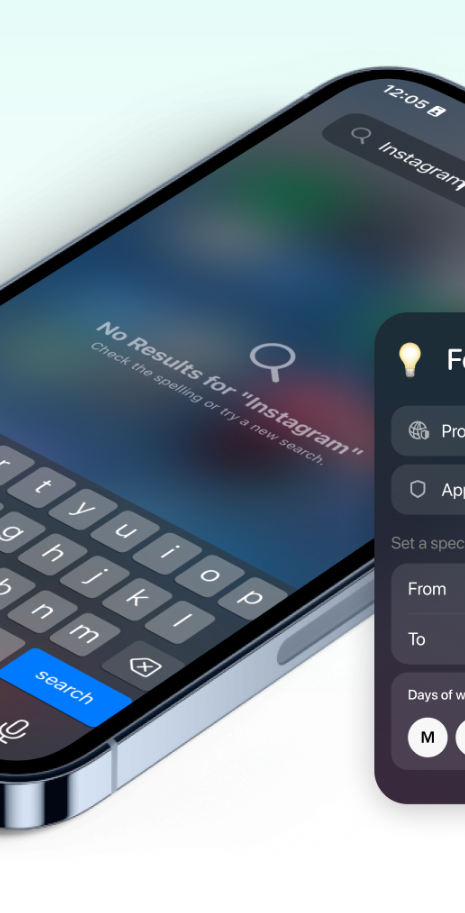 12:05
Instagram
No Results for "Instagram"
Check the spelling or try a new search.
r t y u i o p
g h j k l
b n m
search
Fo
Pro
App
Set a spec
From
To
Days of w
M